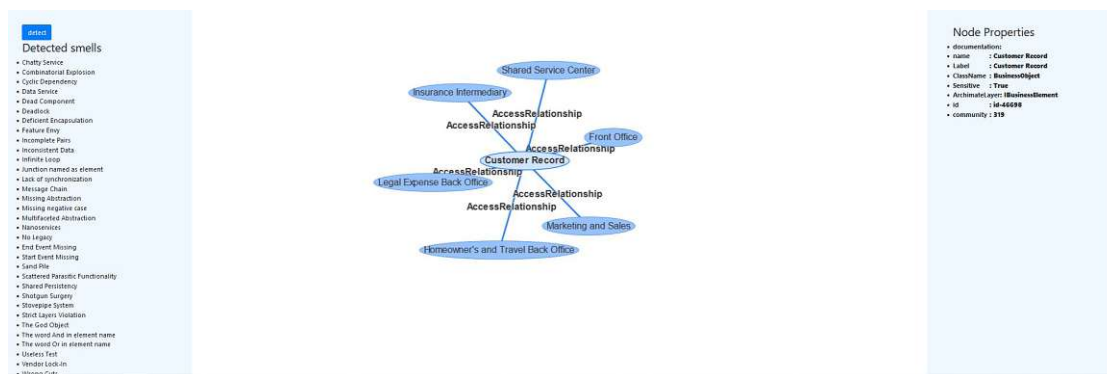 detect
Detected smells
• Chatty Service
• Combinatorial Explosion
• Cyclic Dependency
• Data Service
• Dead Component
• Deadlock
• Deficient Encapsulation
• Feature Envy
• Incomplete Pairs
• Inconsistent Data
• Infinite Loop
• Junction named as element
• Lack of synchronization
• Message Chain
• Missing Abstraction
• Missing negative case
• Multifaceted Abstraction
• Nanoservices
• No Legacy
• End Event Missing
• Start Event Missing
• Sand Pile
• Scattered Parasitic Functionality
• Shared Persistency
• Shotgun Surgery
• Stovepipe System
• Strict Layers Violation
• The God Object
• The word And in element name
• The word Or in element name
• Useless Test
• Vendor Lock-In
• Wrong Cuts
Shared Service Center
Insurance Intermediary
AccessRelationship
AccessRelationship
Front Office
AccessRelationship
Customer Record
AccessRelationship
Legal Expense Back Office
AccessRelationship
AccessRelationship
Marketing and Sales
Homeowner's and Travel Back Office
Node Properties
• documentation:
• name : Customer Record
• Label : Customer Record
• ClassName : BusinessObject
• Sensitive : True
• ArchimateLayer: IBusinessElement
• id : id-46698
• community : 319